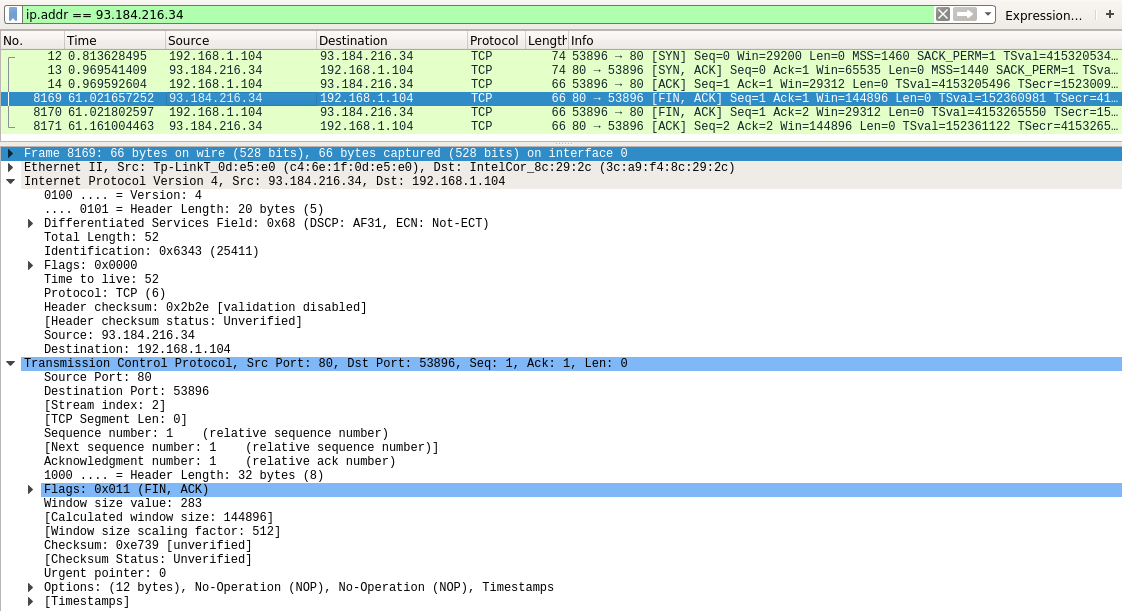 ip.addr == 93.184.216.34 Expression… +
No. Time Source Destination Protocol Length Info
12 0.813628495 192.168.1.104 93.184.216.34 TCP 74 53896 → 80 [SYN] Seq=0 Win=29200 Len=0 MSS=1460 SACK_PERM=1 TSval=415320534…
13 0.969541409 93.184.216.34 192.168.1.104 TCP 74 80 → 53896 [SYN, ACK] Seq=0 Ack=1 Win=65535 Len=0 MSS=1440 SACK_PERM=1 TSva…
14 0.969592604 192.168.1.104 93.184.216.34 TCP 66 53896 → 80 [ACK] Seq=1 Ack=1 Win=29312 Len=0 TSval=4153205496 TSecr=1523009…
8169 61.021657252 93.184.216.34 192.168.1.104 TCP 66 80 → 53896 [FIN, ACK] Seq=1 Ack=1 Win=144896 Len=0 TSval=152360981 TSecr=41…
8170 61.021802597 192.168.1.104 93.184.216.34 TCP 66 53896 → 80 [FIN, ACK] Seq=1 Ack=2 Win=29312 Len=0 TSval=4153265550 TSecr=15…
8171 61.161004463 93.184.216.34 192.168.1.104 TCP 66 80 → 53896 [ACK] Seq=2 Ack=2 Win=144896 Len=0 TSval=152361122 TSecr=4153265…
Frame 8169: 66 bytes on wire (528 bits), 66 bytes captured (528 bits) on interface 0
Ethernet II, Src: Tp-LinkT_0d:e5:e0 (c4:6e:1f:0d:e5:e0), Dst: IntelCor_8c:29:2c (3c:a9:f4:8c:29:2c)
Internet Protocol Version 4, Src: 93.184.216.34, Dst: 192.168.1.104
0100 .... = Version: 4
.... 0101 = Header Length: 20 bytes (5)
Differentiated Services Field: 0x68 (DSCP: AF31, ECN: Not-ECT)
Total Length: 52
Identification: 0x6343 (25411)
Flags: 0x0000
Time to live: 52
Protocol: TCP (6)
Header checksum: 0x2b2e [validation disabled]
[Header checksum status: Unverified]
Source: 93.184.216.34
Destination: 192.168.1.104
Transmission Control Protocol, Src Port: 80, Dst Port: 53896, Seq: 1, Ack: 1, Len: 0
Source Port: 80
Destination Port: 53896
[Stream index: 2]
[TCP Segment Len: 0]
Sequence number: 1 (relative sequence number)
[Next sequence number: 1 (relative sequence number)]
Acknowledgment number: 1 (relative ack number)
1000 .... = Header Length: 32 bytes (8)
Flags: 0x011 (FIN, ACK)
Window size value: 283
[Calculated window size: 144896]
[Window size scaling factor: 512]
Checksum: 0xe739 [unverified]
[Checksum Status: Unverified]
Urgent pointer: 0
Options: (12 bytes), No-Operation (NOP), No-Operation (NOP), Timestamps
[Timestamps]